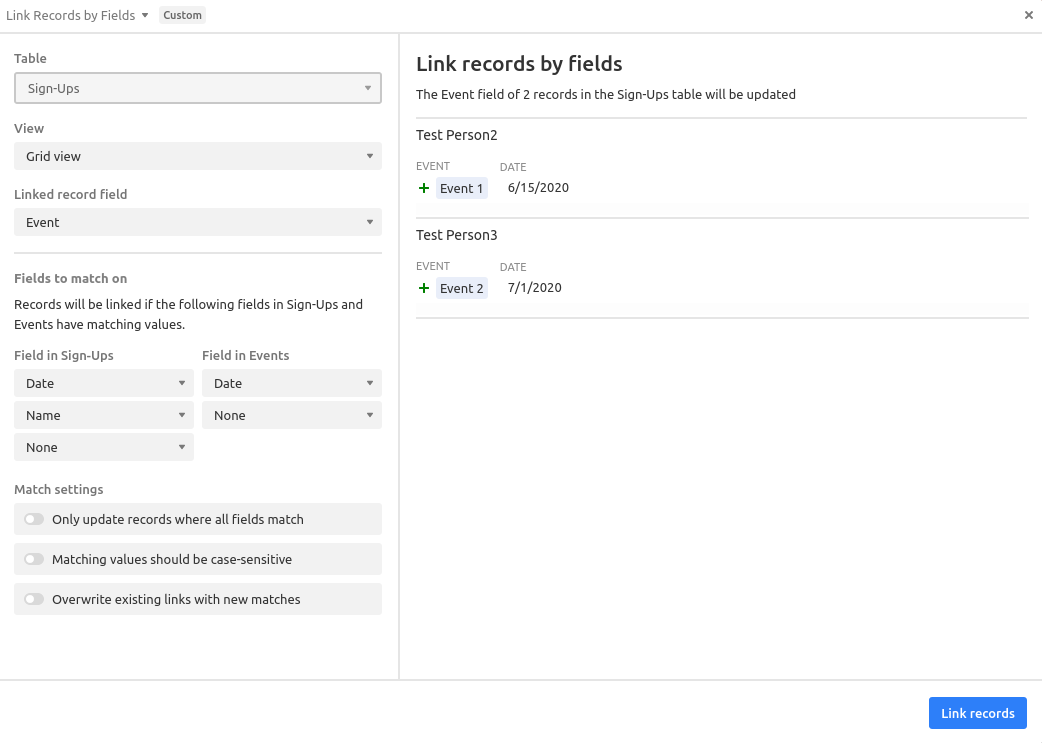 Link Records by Fields Custom
Table
Sign-Ups
View
Grid view
Linked record field
Event
Fields to match on
Records will be linked if the following fields in Sign-Ups and
Events have matching values.
Field in Sign-Ups Field in Events
Date Date
Name None
None
Match settings
Only update records where all fields match
Matching values should be case-sensitive
Overwrite existing links with new matches
Link records by fields
The Event field of 2 records in the Sign-Ups table will be updated
Test Person2
EVENT DATE
Event 1 6/15/2020
Test Person3
EVENT DATE
Event 2 7/1/2020
Link records